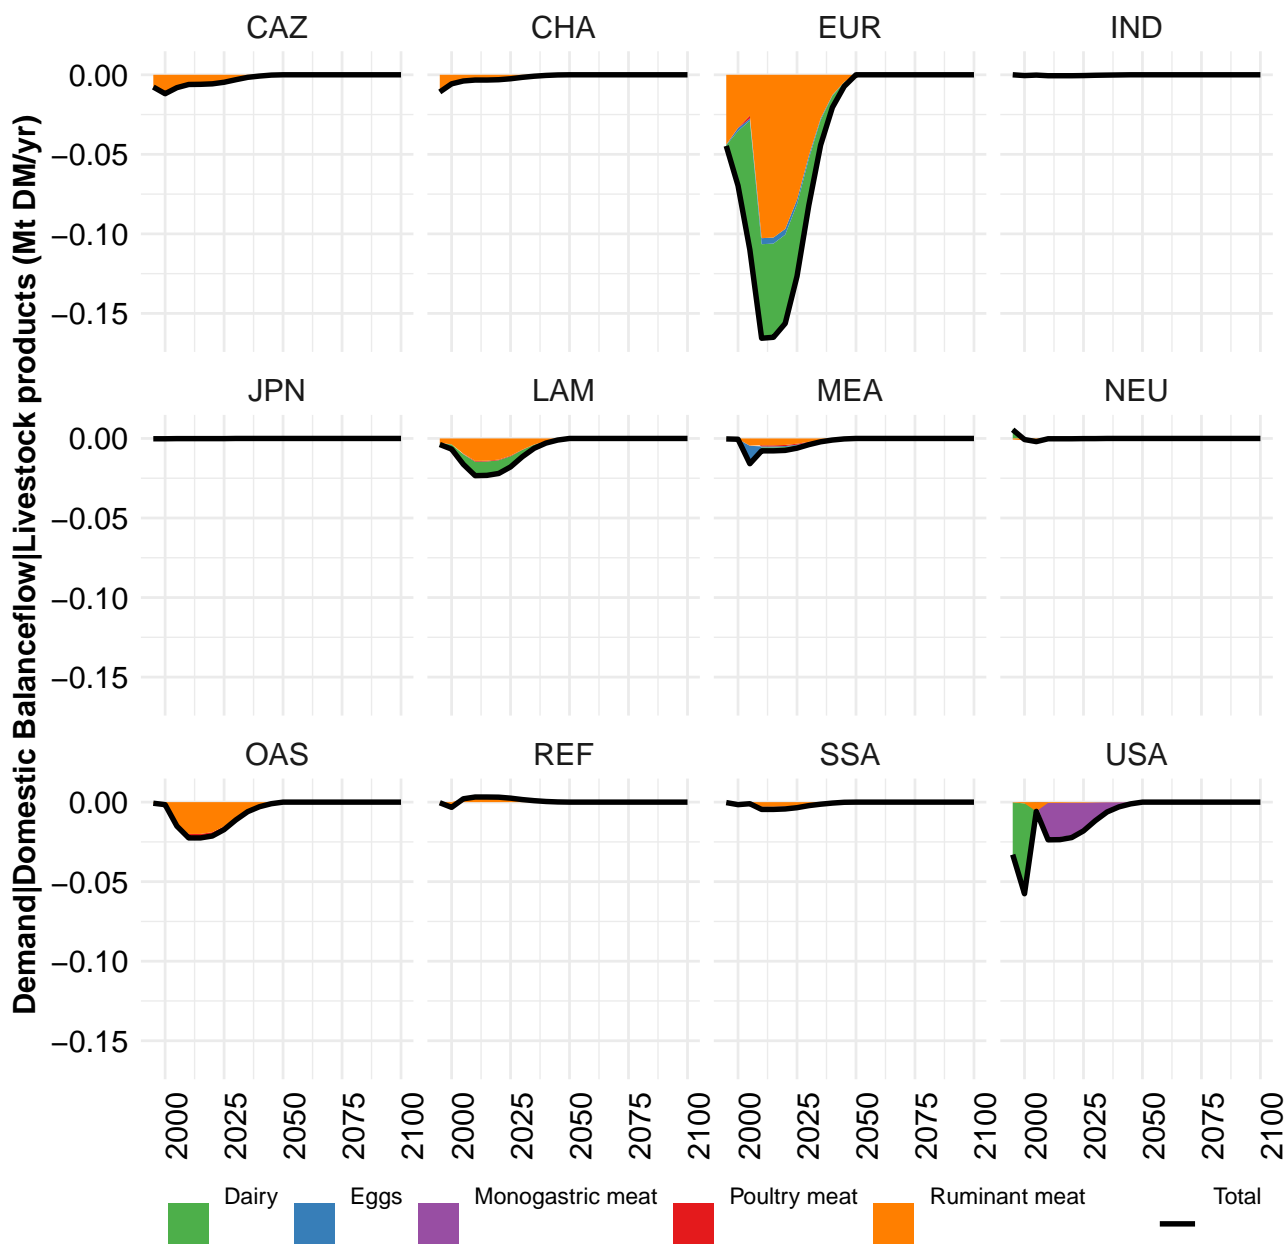 CAZ CHA EUR IND
0.00
−0.05
−0.10
−0.15
JPN LAM MEA NEU
0.00
−0.05
−0.10
−0.15
OAS REF SSA USA
0.00
−0.05
−0.10
−0.15
Demand|Domestic Balanceflow|Livestock products (Mt DM/yr)
2000 2025 2050 2075 2100 2000 2025 2050 2075 2100 2000 2025 2050 2075 2100 2000 2025 2050 2075 2100
Dairy Eggs Monogastric meat Poultry meat Ruminant meat Total